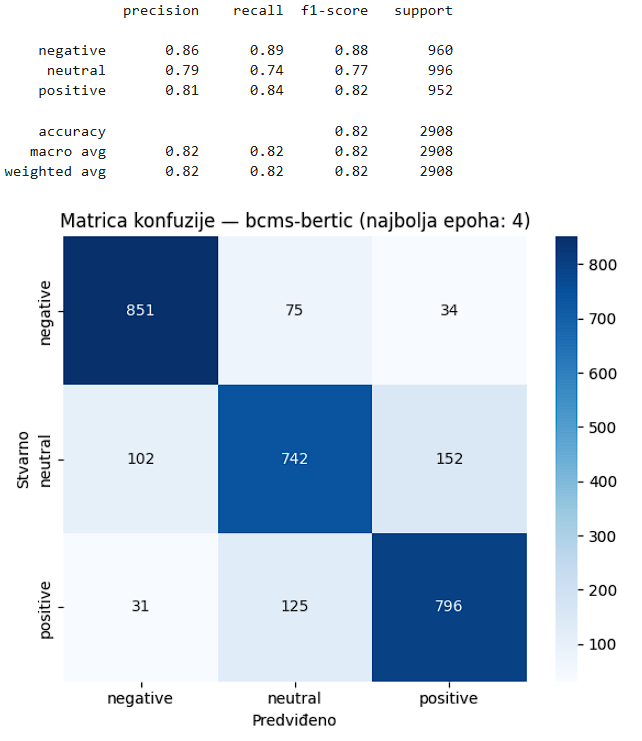 precision recall f1-score support
negative 0.86 0.89 0.88 960
neutral 0.79 0.74 0.77 996
positive 0.81 0.84 0.82 952
accuracy 0.82 2908
macro avg 0.82 0.82 0.82 2908
weighted avg 0.82 0.82 0.82 2908
Matrica konfuzije — bcms-bertic (najbolja epoha: 4)
Stvarno
negative 851 75 34
neutral 102 742 152
positive 31 125 796
negative neutral positive
Predviđeno
800
700
600
500
400
300
200
100